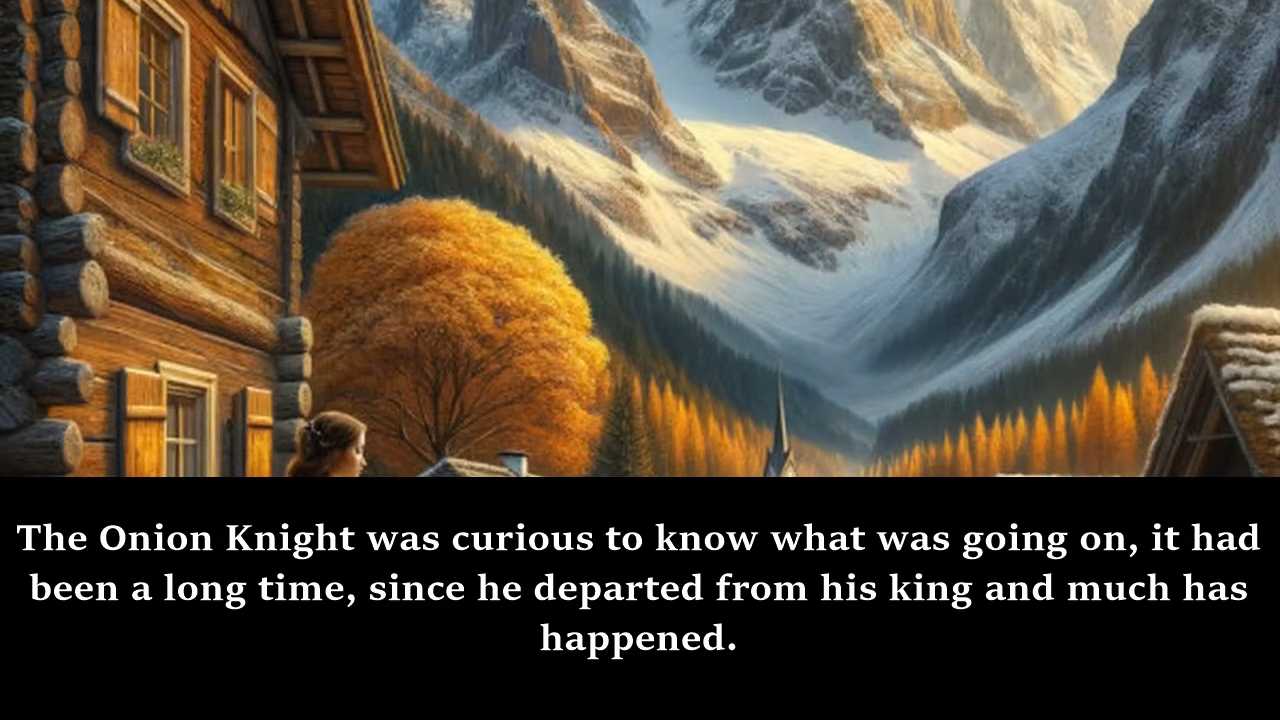 The Onion Knight was curious to know what was going on, it had
been a long time, since he departed from his king and much has
happened.